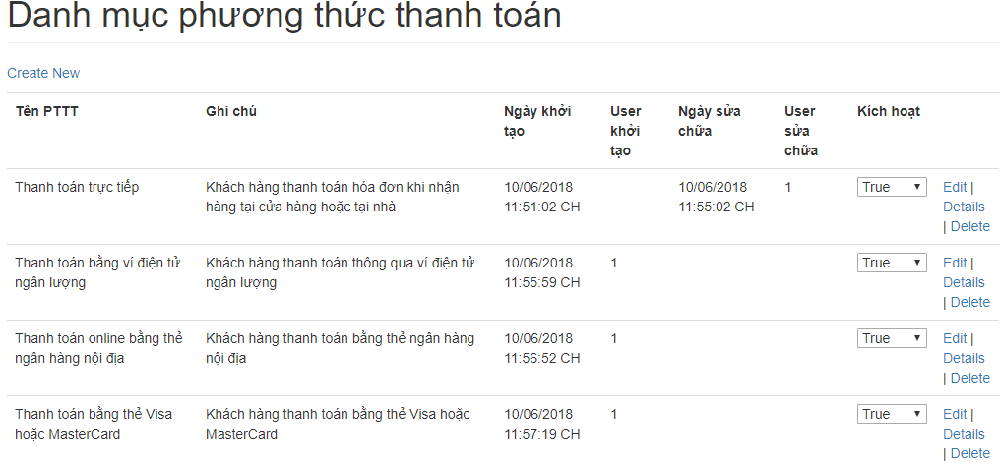 Danh mục phương thức thanh toán
Create New
Tên PTTT Ghi chú Ngày khởi tạo User khởi tạo Ngày sửa chữa User sửa chữa Kích hoạt
Thanh toán trực tiếp
Khách hàng thanh toán hóa đơn khi nhận
hàng tại cửa hàng hoặc tại nhà
10/06/2018
11:51:02 CH
10/06/2018
11:55:02 CH
1
True
Edit |
Details
| Delete
Thanh toán bằng ví điện tử
ngân lượng
Khách hàng thanh toán thông qua ví điện tử
ngân lượng
10/06/2018
11:55:59 CH
1
True
Edit |
Details
| Delete
Thanh toán online bằng thẻ
ngân hàng nội địa
Khách hàng thanh toán bằng thẻ ngân hàng
nội địa
10/06/2018
11:56:52 CH
1
True
Edit |
Details
| Delete
Thanh toán bằng thẻ Visa
hoặc MasterCard
Khách hàng thanh toán bằng thẻ Visa hoặc
MasterCard
10/06/2018
11:57:19 CH
1
True
Edit |
Details
| Delete